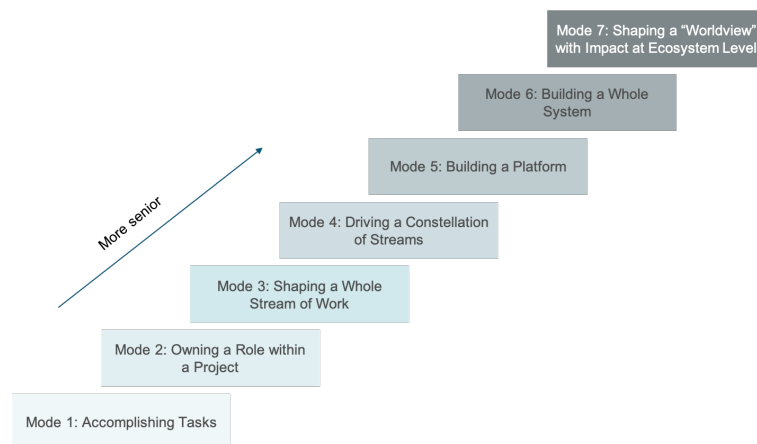 Mode 7: Shaping a “Worldview”
with Impact at Ecosystem Level
Mode 6: Building a Whole
System
Mode 5: Building a Platform
More senior
Mode 4: Driving a Constellation
of Streams
Mode 3: Shaping a Whole
Stream of Work
Mode 2: Owning a Role within
a Project
Mode 1: Accomplishing Tasks